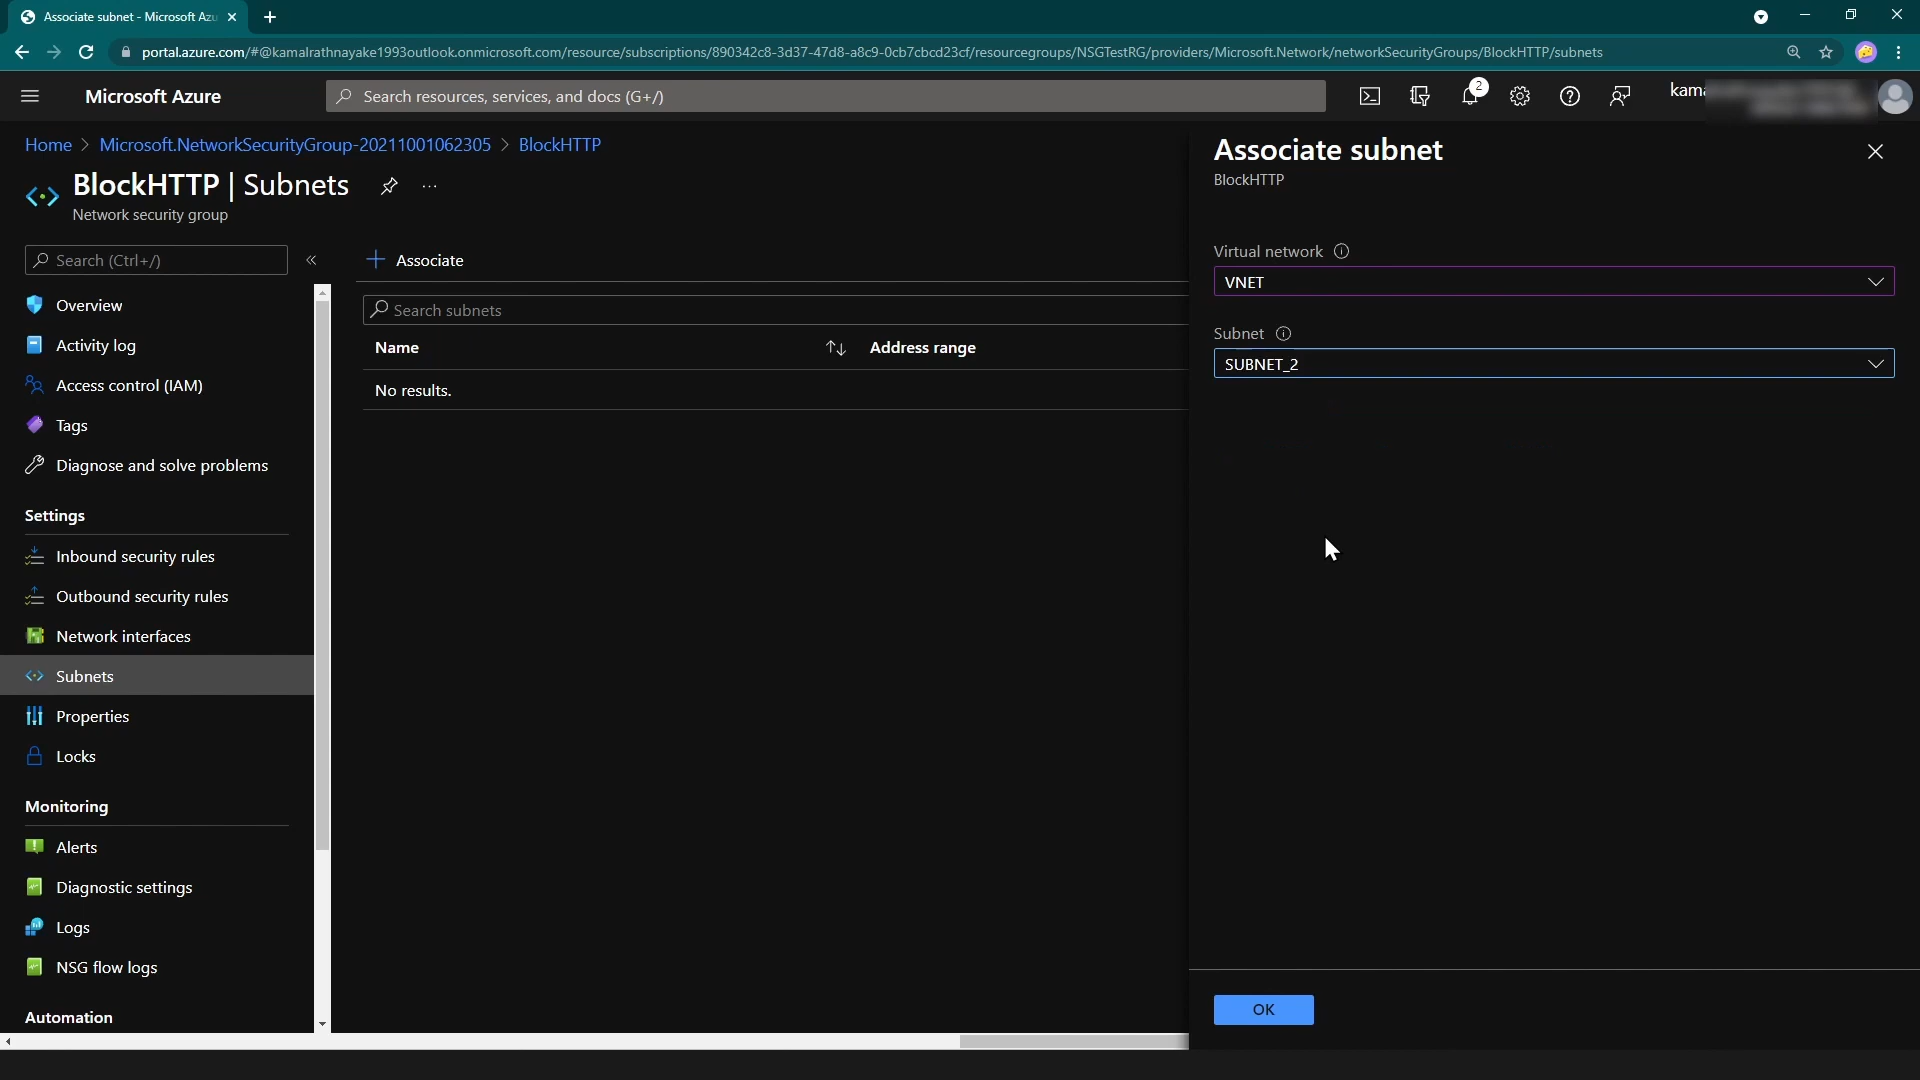 Associate subnet - Microsoft Azu
portal.azure.com/#@kamalrathnayake1993outlook.onmicrosoft.com/resource/subscriptions/890342c8-3d37-47d8-a8c9-0cb7cbcd23cf/resourcegroups/NSGTestRG/providers/Microsoft.Network/networkSecurityGroups/BlockHTTP/subnets
Microsoft Azure
Search resources, services, and docs (G+/)
2
kama
Home > Microsoft.NetworkSecurityGroup-20211001062305 > BlockHTTP
BlockHTTP | Subnets
Network security group
Search (Ctrl+/)
Overview
Activity log
Access control (IAM)
Tags
Diagnose and solve problems
Settings
Inbound security rules
Outbound security rules
Network interfaces
Subnets
Properties
Locks
Monitoring
Alerts
Diagnostic settings
Logs
NSG flow logs
Automation
Associate
Search subnets
Name
Address range
No results.
Associate subnet
BlockHTTP
Virtual network
VNET
Subnet
SUBNET_2
OK